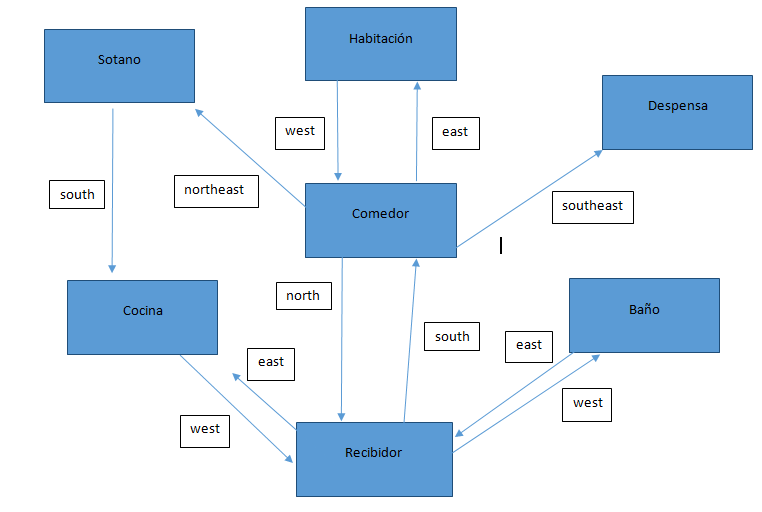 Habitación
Sotano
Despensa
west
east
northeast
south
southeast
Comedor
north
Cocina
Baño
south
east
east
west
west
Recibidor